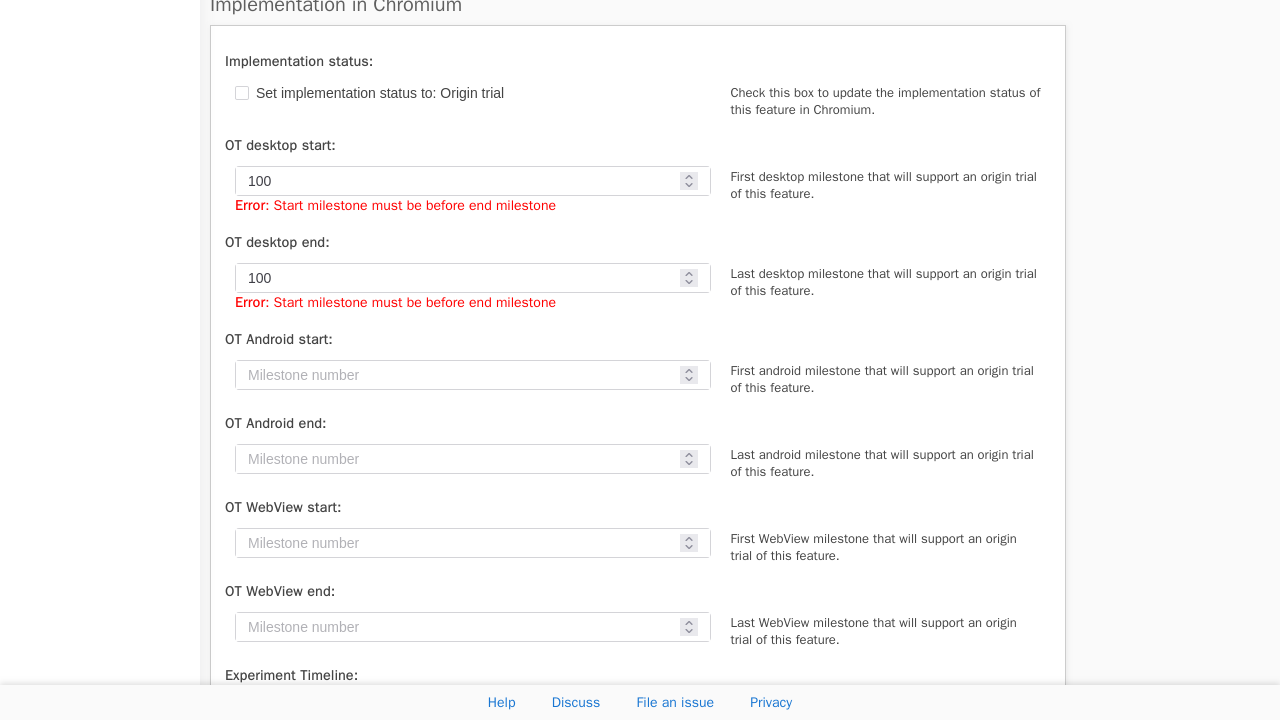 Implementation in Chromium
Implementation status:
Set implementation status to: Origin trial
Check this box to update the implementation status of
this feature in Chromium.
OT desktop start:
100
Error: Start milestone must be before end milestone
First desktop milestone that will support an origin trial
of this feature.
OT desktop end:
100
Error: Start milestone must be before end milestone
Last desktop milestone that will support an origin trial
of this feature.
OT Android start:
Milestone number
First android milestone that will support an origin trial
of this feature.
OT Android end:
Milestone number
Last android milestone that will support an origin trial
of this feature.
OT WebView start:
Milestone number
First WebView milestone that will support an origin
trial of this feature.
OT WebView end:
Milestone number
Last WebView milestone that will support an origin
trial of this feature.
Experiment Timeline:
Help Discuss File an issue Privacy